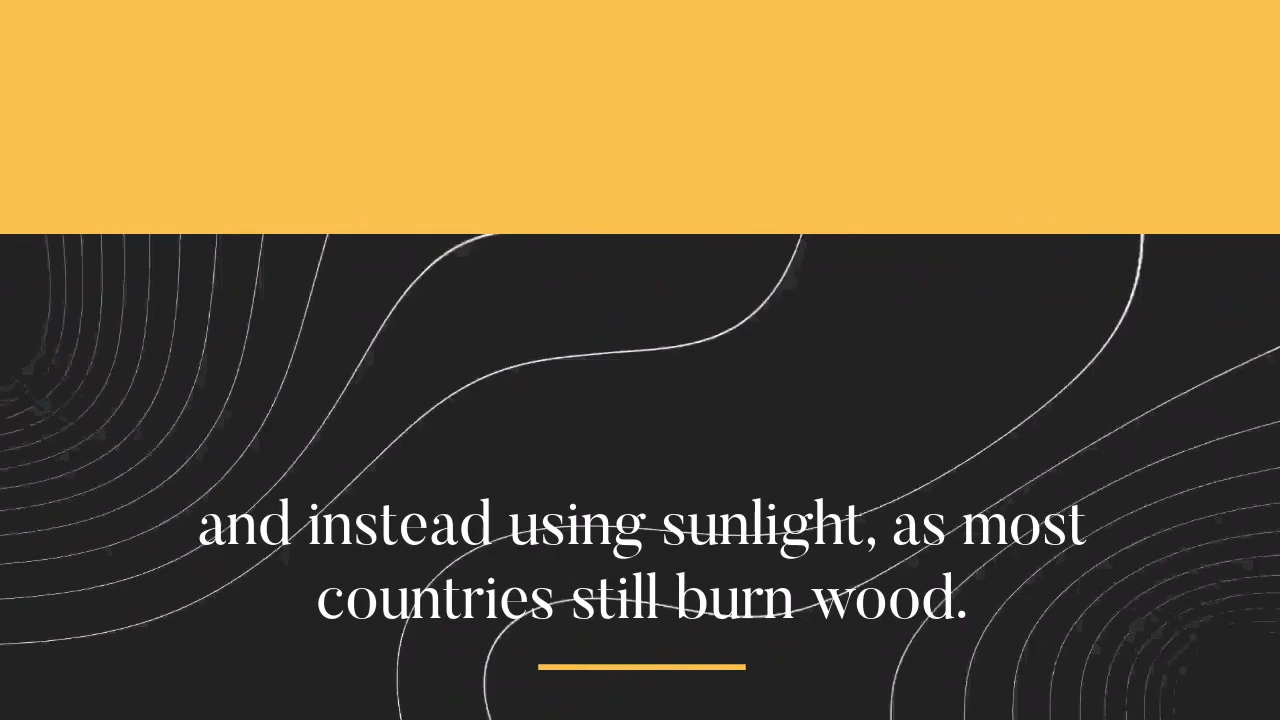 and instead using sunlight, as most
countries still burn wood.